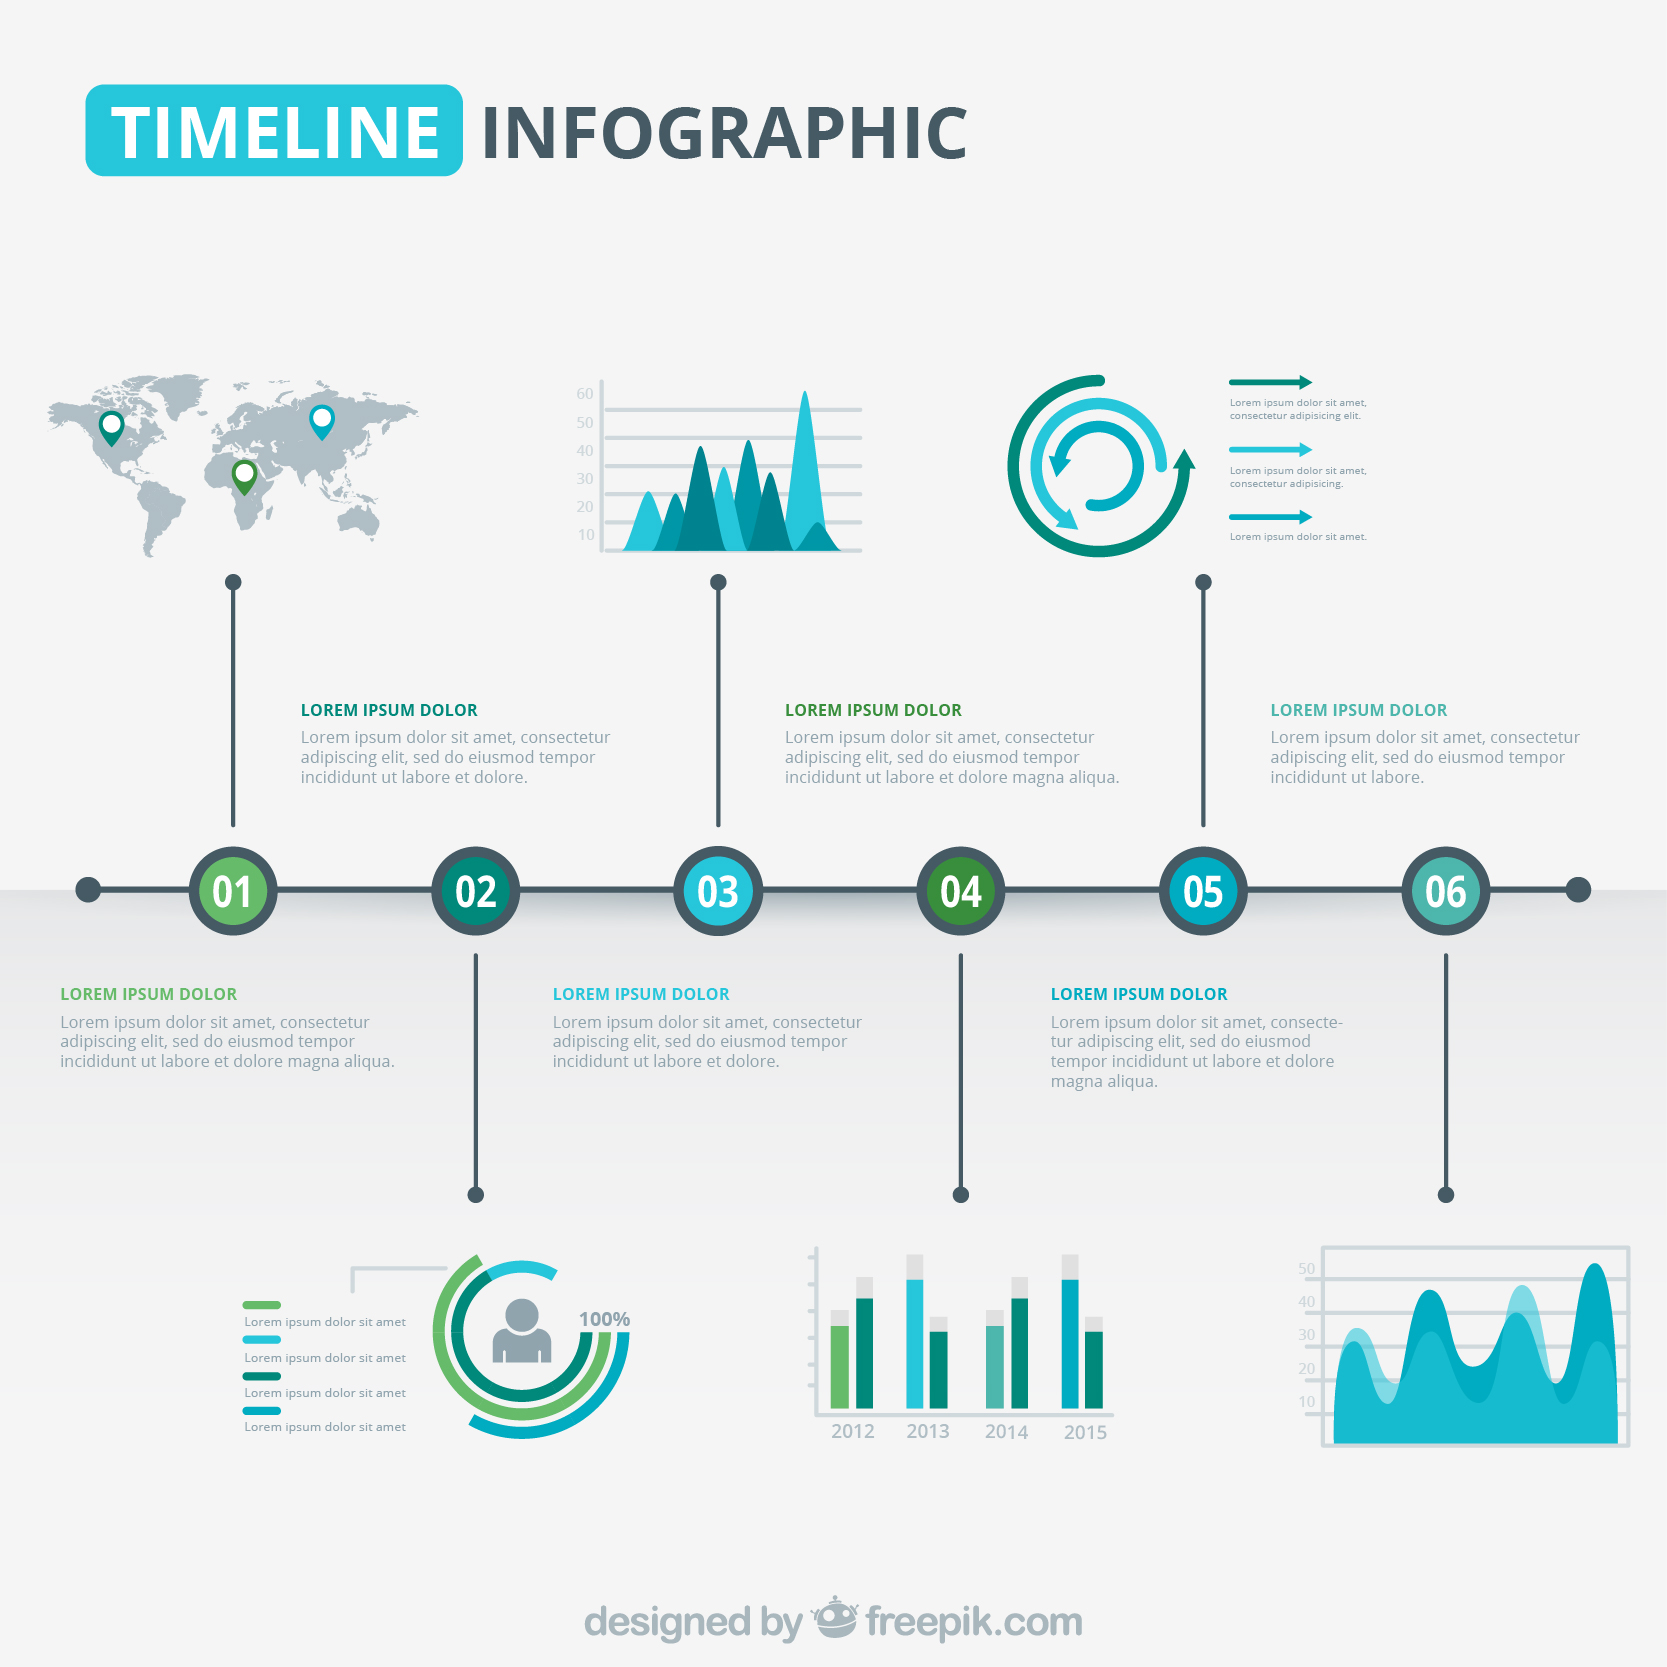 TIMELINE INFOGRAPHIC
60
50
40
30
20
10
Lorem ipsum dolor sit amet,
consectetur adipisicing elit.
Lorem ipsum dolor sit amet,
consectetur adipisicing.
Lorem ipsum dolor sit amet.
LOREM IPSUM DOLOR
Lorem ipsum dolor sit amet, consectetur
adipiscing elit, sed do eiusmod tempor
incididunt ut labore et dolore.
LOREM IPSUM DOLOR
Lorem ipsum dolor sit amet, consectetur
adipiscing elit, sed do eiusmod tempor
incididunt ut labore et dolore magna aliqua.
LOREM IPSUM DOLOR
Lorem ipsum dolor sit amet, consectetur
adipiscing elit, sed do eiusmod tempor
incididunt ut labore.
01 02 03 04 05 06
LOREM IPSUM DOLOR
Lorem ipsum dolor sit amet, consectetur
adipiscing elit, sed do eiusmod tempor
incididunt ut labore et dolore magna aliqua.
LOREM IPSUM DOLOR
Lorem ipsum dolor sit amet, consectetur
adipiscing elit, sed do eiusmod tempor
incididunt ut labore et dolore.
LOREM IPSUM DOLOR
Lorem ipsum dolor sit amet, consecte-
tur adipiscing elit, sed do eiusmod
tempor incididunt ut labore et dolore
magna aliqua.
Lorem ipsum dolor sit amet
Lorem ipsum dolor sit amet
Lorem ipsum dolor sit amet
Lorem ipsum dolor sit amet
100%
2012 2013 2014 2015
50
40
30
20
10
designed by freepik.com